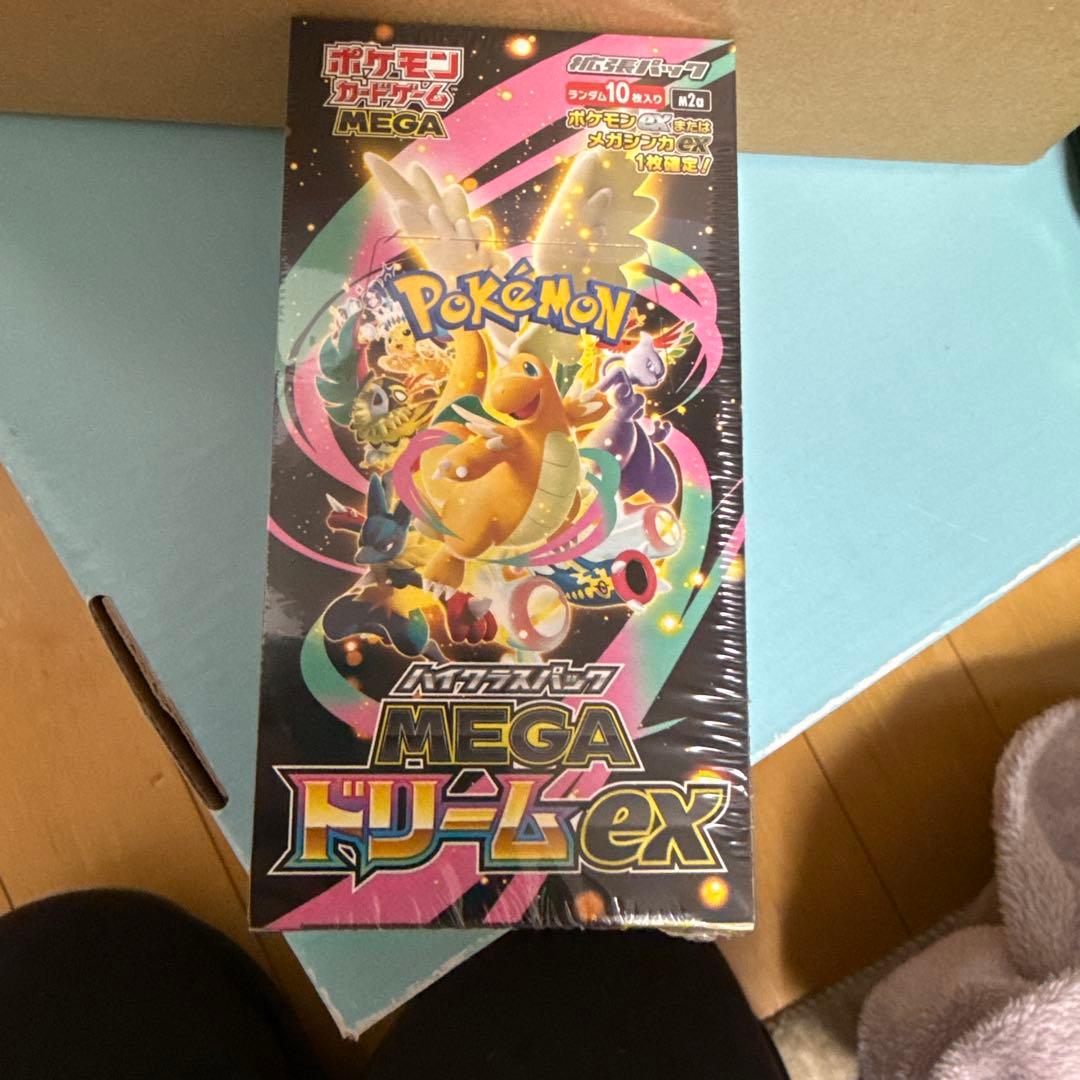 ポケモン
カードゲーム
MEGA
拡張パック
ランダム10枚入り M2a
ポケモンexまたは
メガシンカex
1枚確定!
POKéMON
ハイクラスパック
MEGA
ドリームex